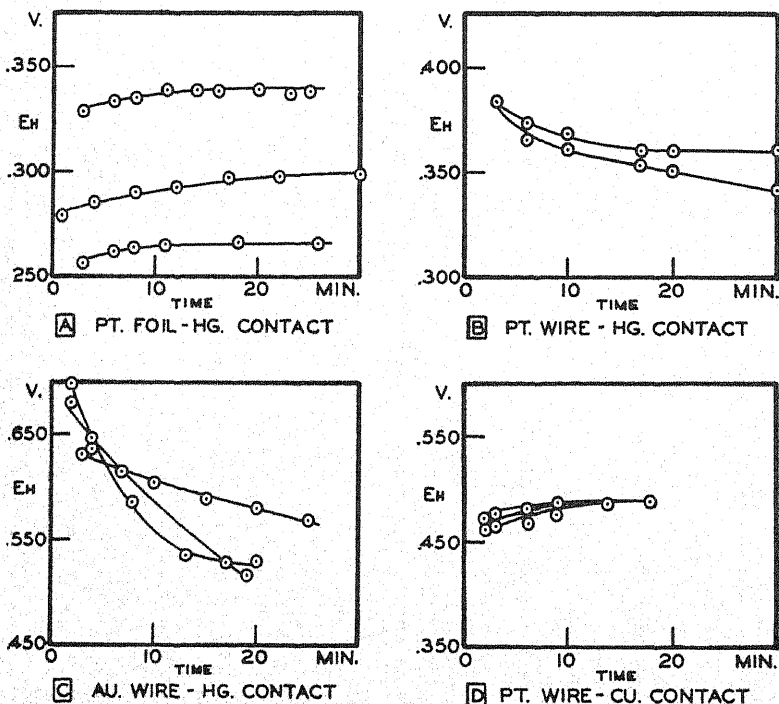 V.
.350
EH
.300
250
0
10
20
MIN.
TIME
A PT. FOIL-HG. CONTACT
V.
.400
EH
.350
.300
0
10
20
MIN.
TIME
B PT. WIRE - HG. CONTACT
V.
.650
EH
.550
.450
0
10
20
MIN.
TIME
C AU. WIRE - HG. CONTACT
V.
.550
EH
.450
.350
0
10
20
MIN.
TIME
D PT. WIRE-CU. CONTACT